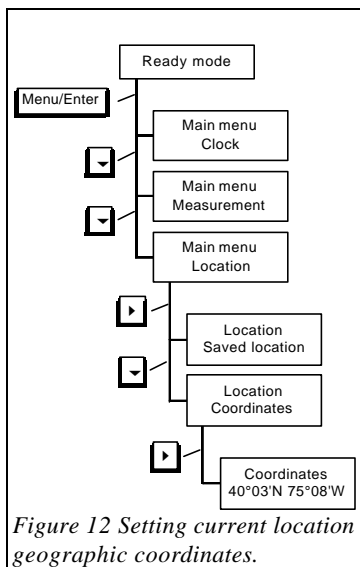 Ready mode
Menu/Enter
Main menu
Clock
Main menu
Measurement
Main menu
Location
Location
Saved location
Location
Coordinates
Coordinates
40°03'N 75°08'W
Figure 12 Setting current location
geographic coordinates.